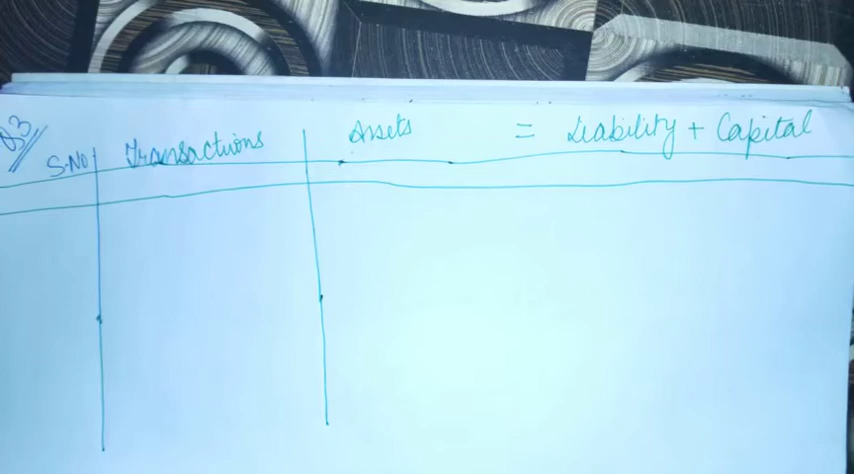 Q3
S.No Transactions Assets = Liability + Capital